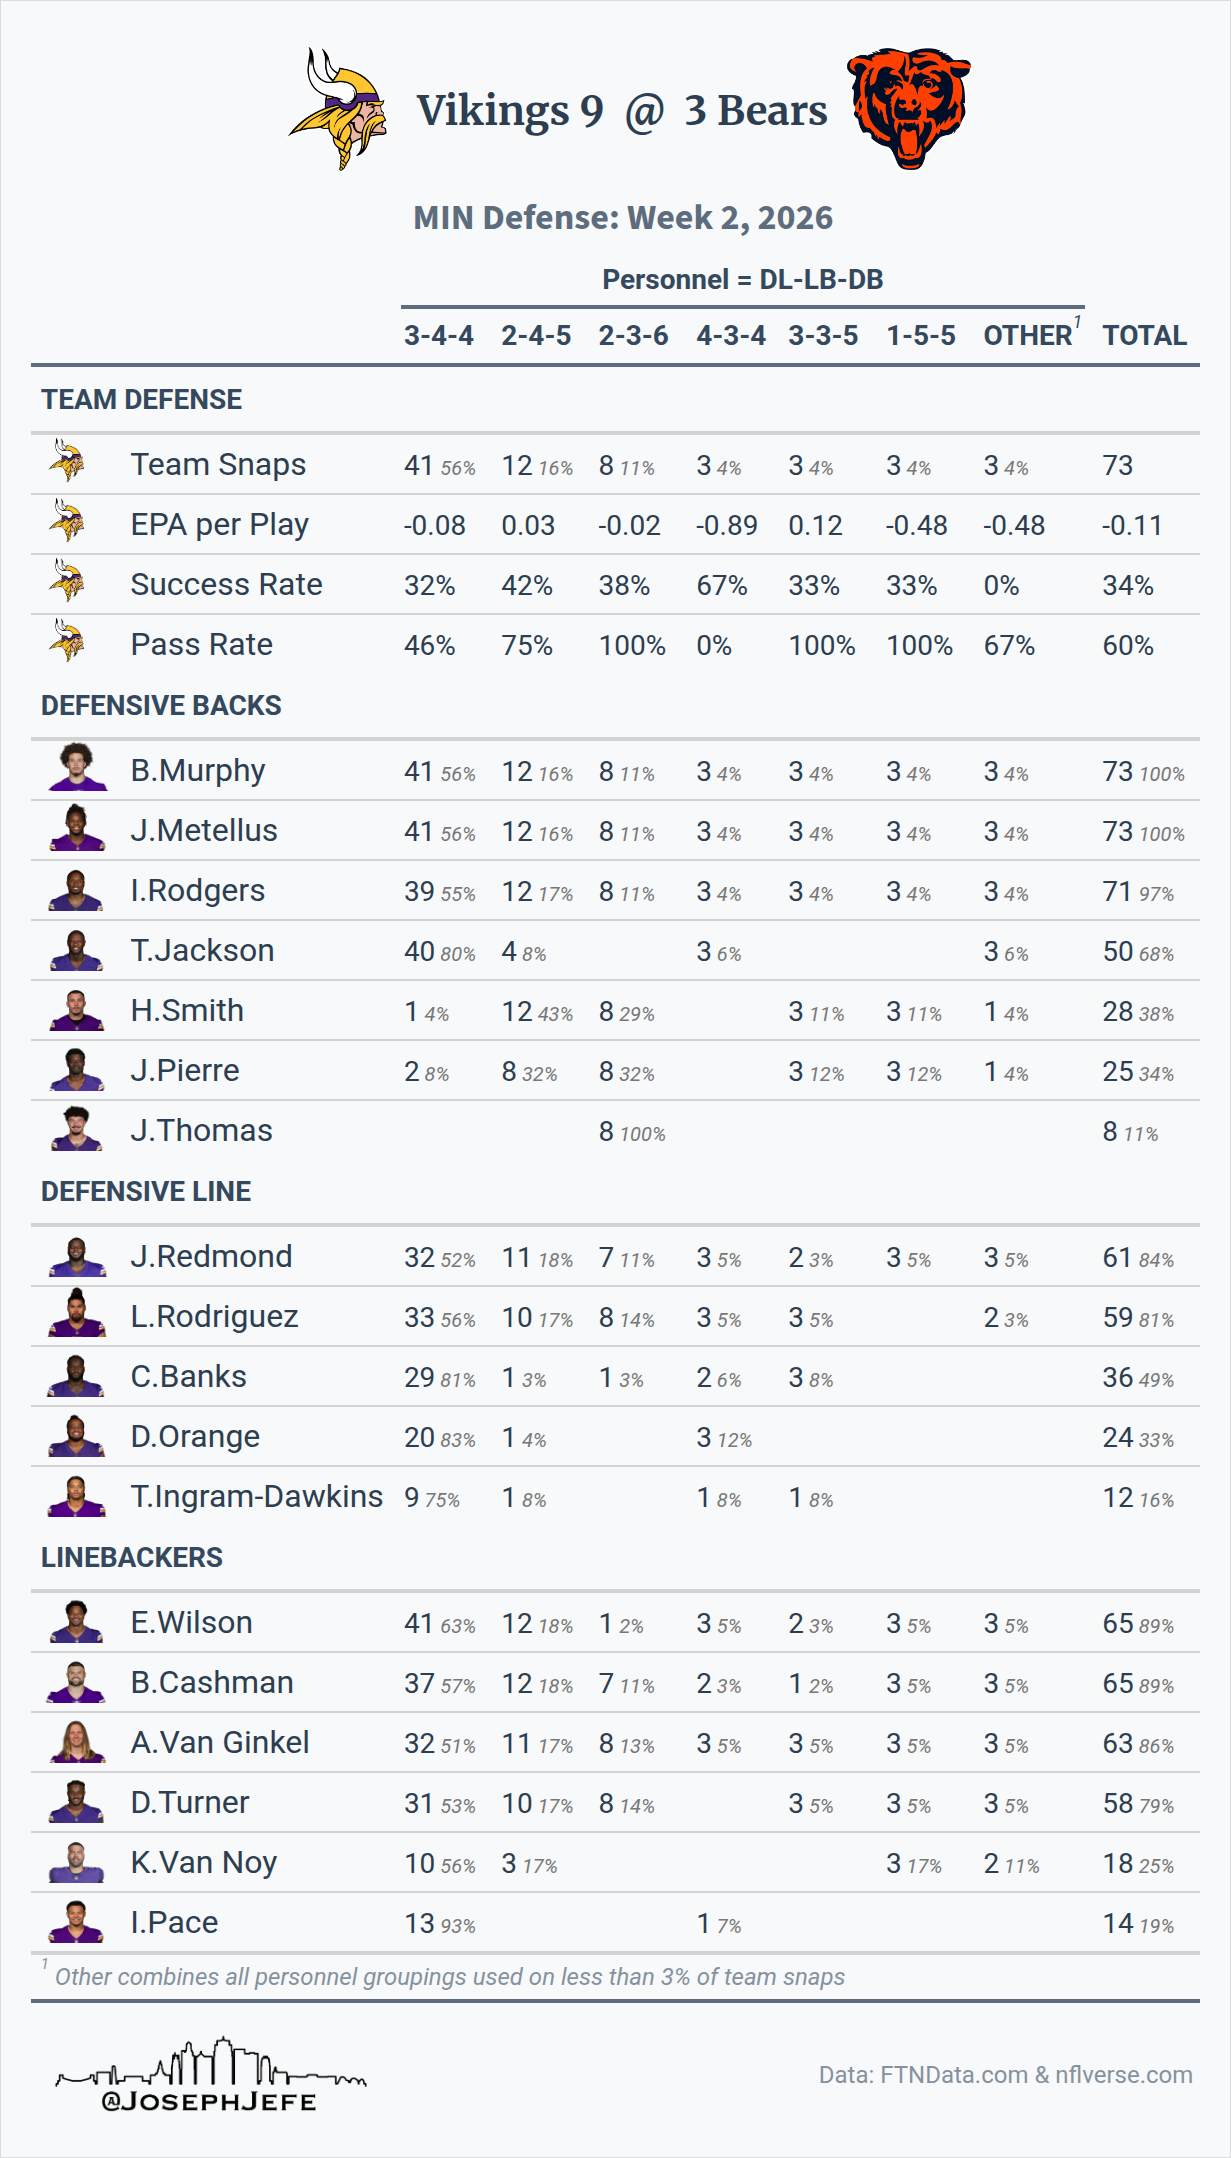 Vikings 9 @ 3 Bears
MIN Defense: Week 2, 2026
Personnel = DL-LB-DB
3-4-4 2-4-5 2-3-6 4-3-4 3-3-5 1-5-5 OTHER1 TOTAL
TEAM DEFENSE
Team Snaps 41 56% 12 16% 8 11% 3 4% 3 4% 3 4% 3 4% 73
EPA per Play -0.08 0.03 -0.02 -0.89 0.12 -0.48 -0.48 -0.11
Success Rate 32% 42% 38% 67% 33% 33% 0% 34%
Pass Rate 46% 75% 100% 0% 100% 100% 67% 60%
DEFENSIVE BACKS
B.Murphy 41 56% 12 16% 8 11% 3 4% 3 4% 3 4% 3 4% 73 100%
J.Metellus 41 56% 12 16% 8 11% 3 4% 3 4% 3 4% 3 4% 73 100%
I.Rodgers 39 55% 12 17% 8 11% 3 4% 3 4% 3 4% 3 4% 71 97%
T.Jackson 40 80% 4 8% 3 6% 3 6% 50 68%
H.Smith 1 4% 12 43% 8 29% 3 11% 3 11% 1 4% 28 38%
J.Pierre 2 8% 8 32% 8 32% 3 12% 3 12% 1 4% 25 34%
J.Thomas 8 100% 8 11%
DEFENSIVE LINE
J.Redmond 32 52% 11 18% 7 11% 3 5% 2 3% 3 5% 3 5% 61 84%
L.Rodriguez 33 56% 10 17% 8 14% 3 5% 3 5% 2 3% 59 81%
C.Banks 29 81% 1 3% 1 3% 2 6% 3 8% 36 49%
D.Orange 20 83% 1 4% 3 12% 24 33%
T.Ingram-Dawkins 9 75% 1 8% 1 8% 1 8% 12 16%
LINEBACKERS
E.Wilson 41 63% 12 18% 1 2% 3 5% 2 3% 3 5% 3 5% 65 89%
B.Cashman 37 57% 12 18% 7 11% 2 3% 1 2% 3 5% 3 5% 65 89%
A.Van Ginkel 32 51% 11 17% 8 13% 3 5% 3 5% 3 5% 3 5% 63 86%
D.Turner 31 53% 10 17% 8 14% 3 5% 3 5% 3 5% 58 79%
K.Van Noy 10 56% 3 17% 3 17% 2 11% 18 25%
I.Pace 13 93% 1 7% 14 19%
1 Other combines all personnel groupings used on less than 3% of team snaps
@JOSEPHJEFE
Data: FTNData.com & nflverse.com